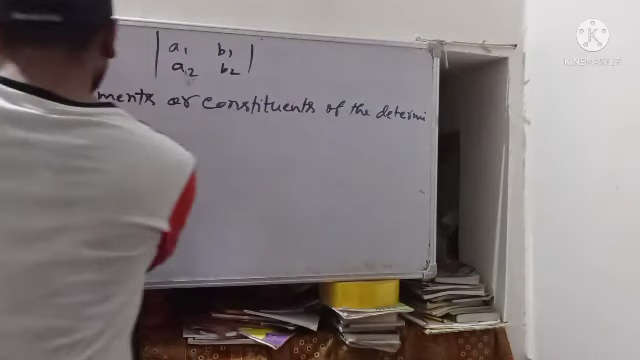 | a₁ b₁ |
| a₂ b₂ |
ments or constituents of the determi
K
KINEMASTER